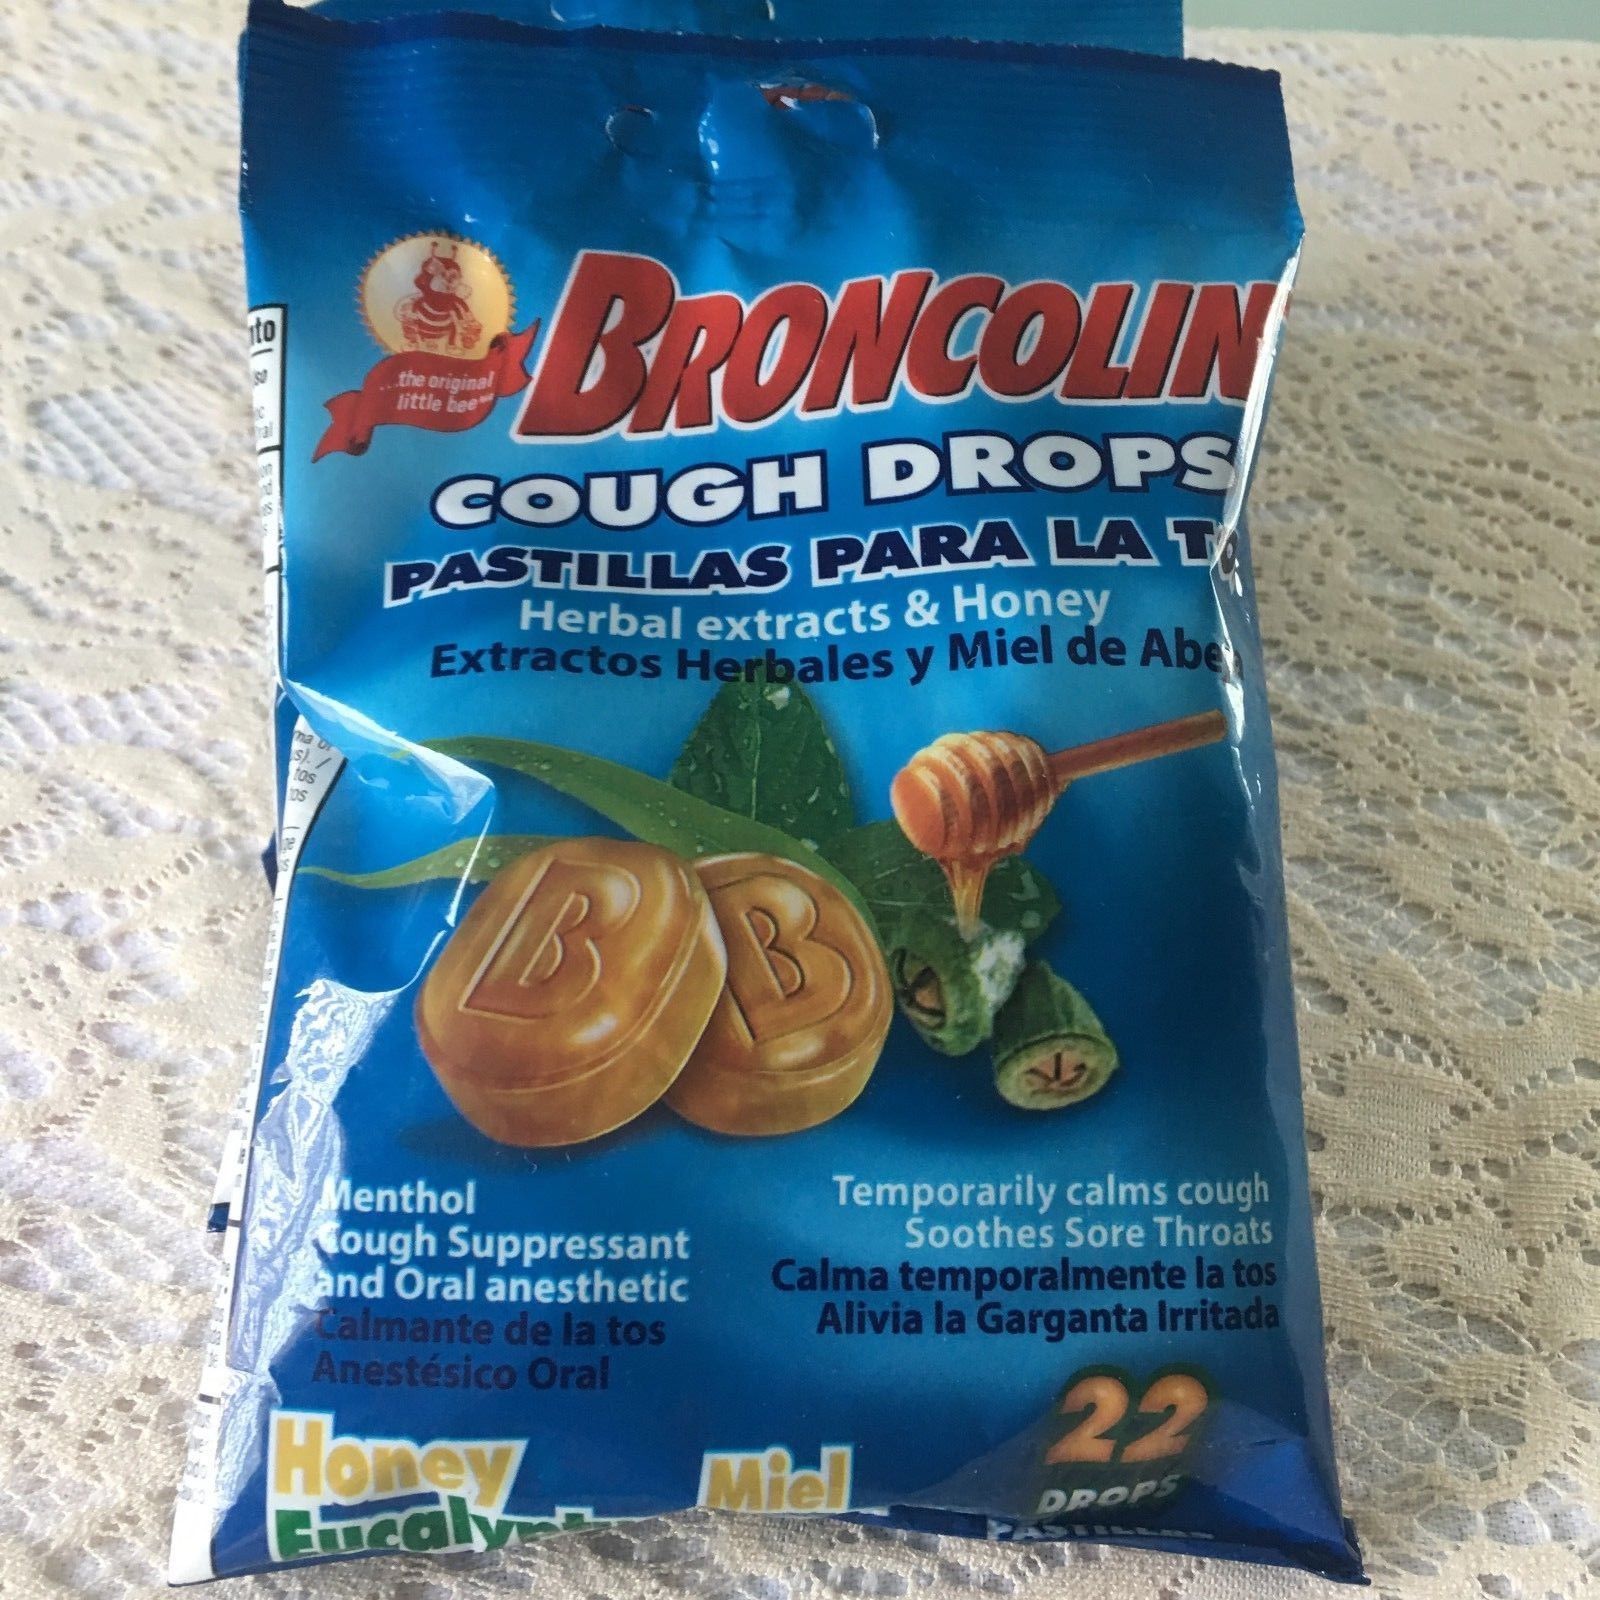 ...the original
little bee
BRONCOLIN
COUGH DROPS
PASTILLAS PARA LA
Herbal extracts & Honey
Extractos Herbales y Miel de
B B
Menthol
Cough Suppressant
and Oral anesthetic
Calmante de la tos
Anestésico Oral
Temporarily calms cough
Soothes Sore Throats
Calma temporalmente la tos
Alivia la Garganta Irritada
Honey
Miel
22
DROPS
PASTILLAS